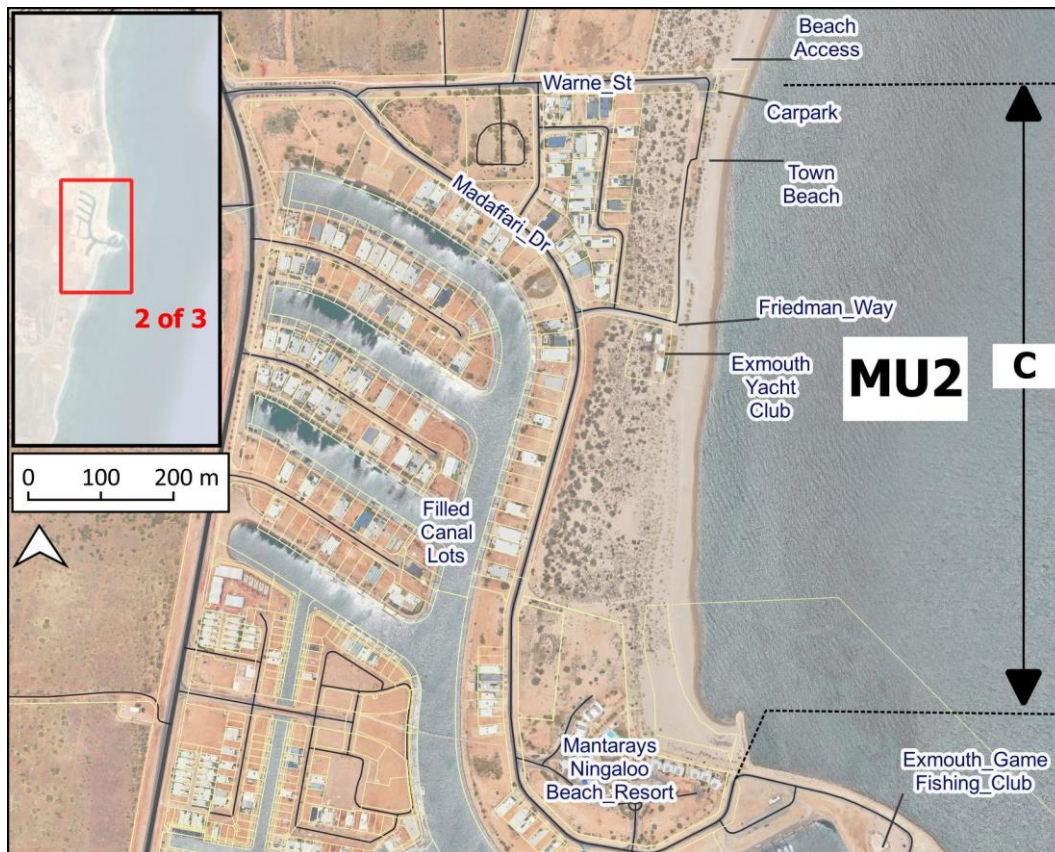 Beach
Access
Warne_St
Carpark
Town
Beach
Madaffari_Dr
2 of 3
Friedman_Way
Exmouth
Yacht
Club
MU2
C
0 100 200 m
Filled
Canal
Lots
Mantarays
Ningaloo
Beach_Resort
Exmouth_Game
Fishing_Club